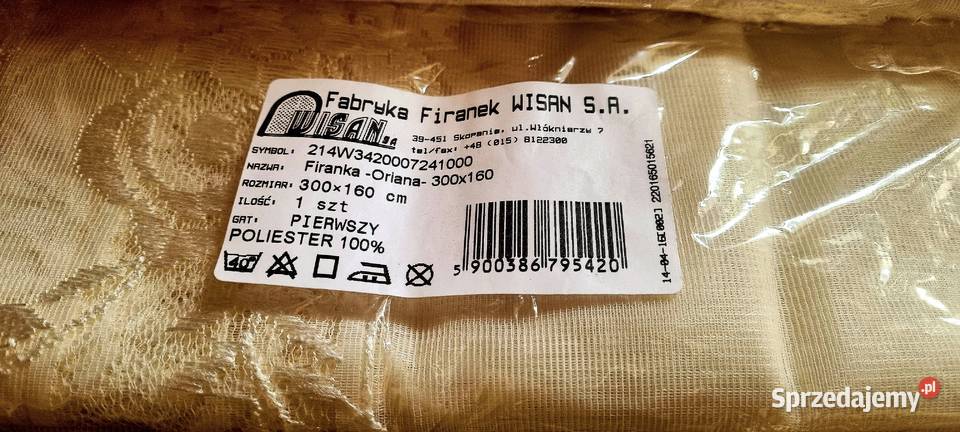 WISAN S.A.
Fabryka Firanek WISAN S.A.
39-451 Skopanie, ul.Włókniarzy 7
tel/fax: +48 (015) 8122300
SYMBOL: 214W3420007241000
NAZWA: Firanka -Oriana- 300x160
ROZMIAR: 300×160 cm
ILOŚĆ: 1 szt
GAT: PIERWSZY
POLIESTER 100%
40
5 900386 795420
14-04-16[002] 220165015621
Sprzedajemy.pl